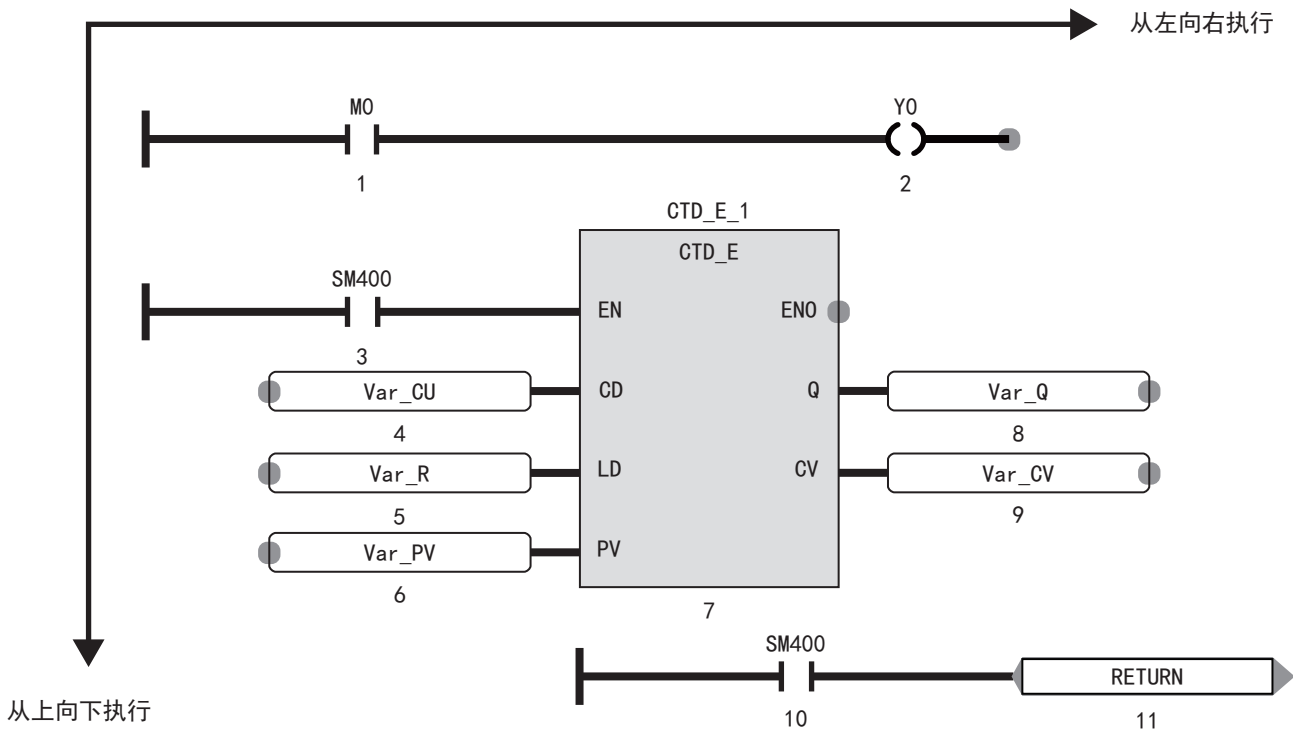 从左向右执行
M0
Y0
1
2
CTD_E_1
CTD_E
SM400
EN
ENO
3
Var_CU
CD
Q
Var_Q
4
8
Var_R
LD
CV
Var_CV
5
9
Var_PV
PV
6
7
SM400
RETURN
10
11
从上向下执行